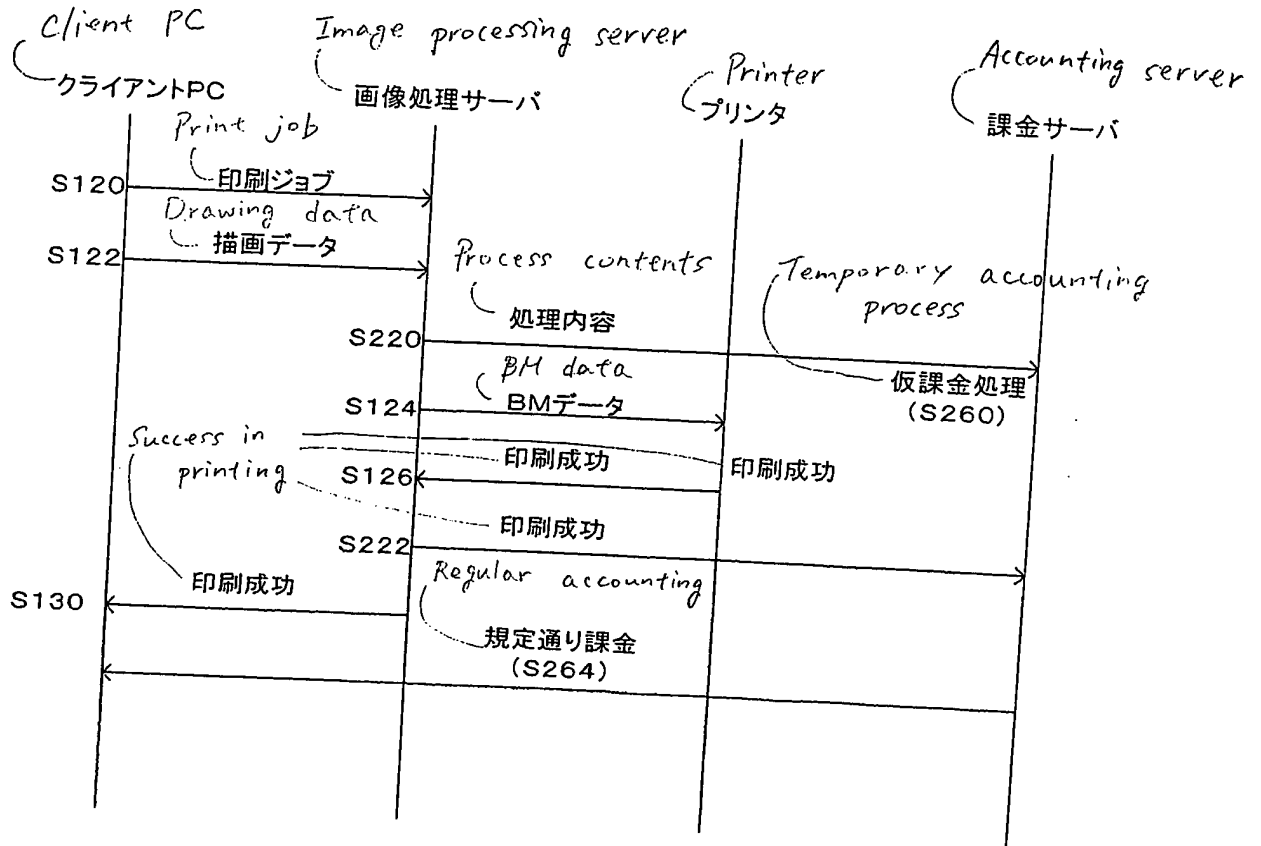 Client PC
Image processing server
Printer
Accounting server
クライアントPC
画像処理サーバ
プリンタ
課金サーバ
Print job
S120
印刷ジョブ
Drawing data
S122
描画データ
Process contents
Temporary accounting
process
S220
処理内容
BM data
仮課金処理
(S260)
S124
BMデータ
Success in
printing
印刷成功
印刷成功
S126
印刷成功
S222
Regular accounting
印刷成功
S130
規定通り課金
(S264)